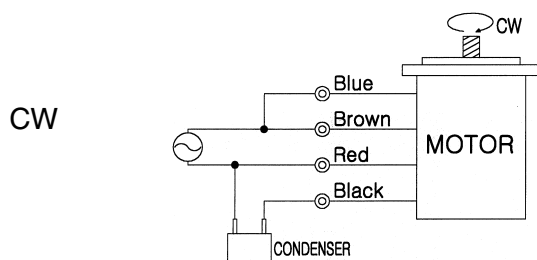 CW
Blue
CW
Brown
Red
MOTOR
Black
CONDENSER